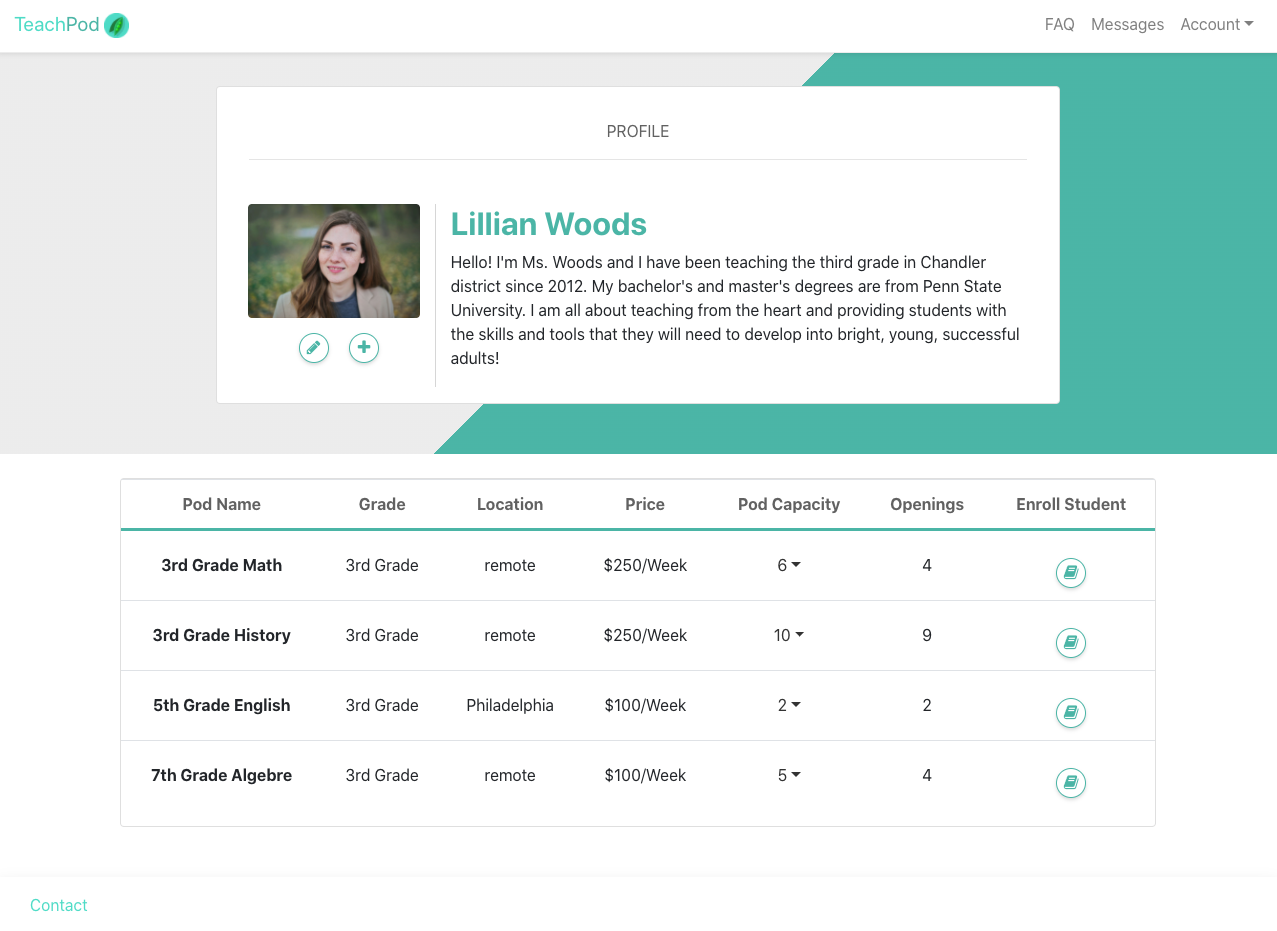 TeachPod
FAQ Messages Account
PROFILE
Lillian Woods
Hello! I'm Ms. Woods and I have been teaching the third grade in Chandler
district since 2012. My bachelor's and master's degrees are from Penn State
University. I am all about teaching from the heart and providing students with
the skills and tools that they will need to develop into bright, young, successful
adults!
Pod Name Grade Location Price Pod Capacity Openings Enroll Student
3rd Grade Math 3rd Grade remote $250/Week 6 4
3rd Grade History 3rd Grade remote $250/Week 10 9
5th Grade English 3rd Grade Philadelphia $100/Week 2 2
7th Grade Algebre 3rd Grade remote $100/Week 5 4
Contact